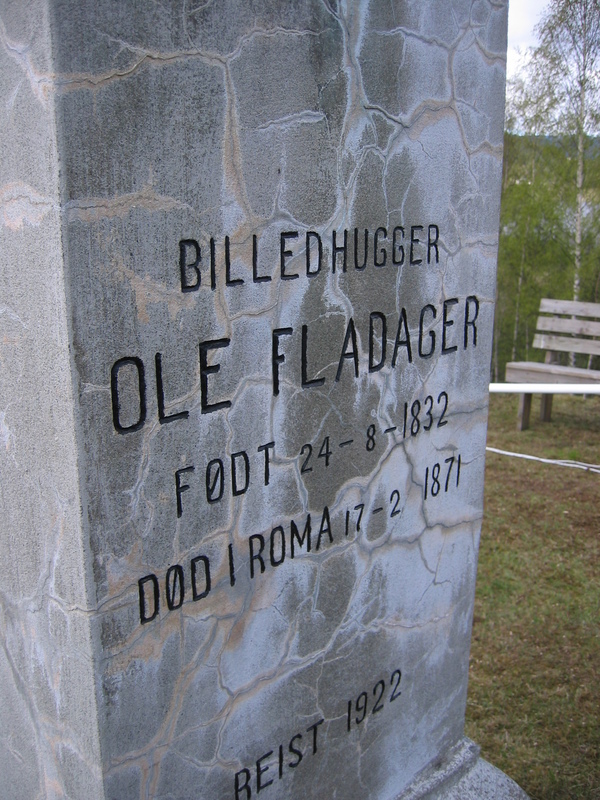 BILLEDHUGGER
OLE FLADAGER
FØDT 24-8-1832
DØD I ROMA 17-2 1871
REIST 1922